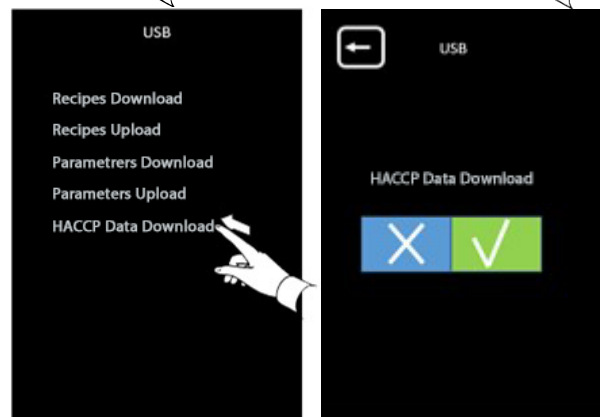 USB
Recipes Download
Recipes Upload
Parametrers Download
Parameters Upload
HACCP Data Download
USB
HACCP Data Download